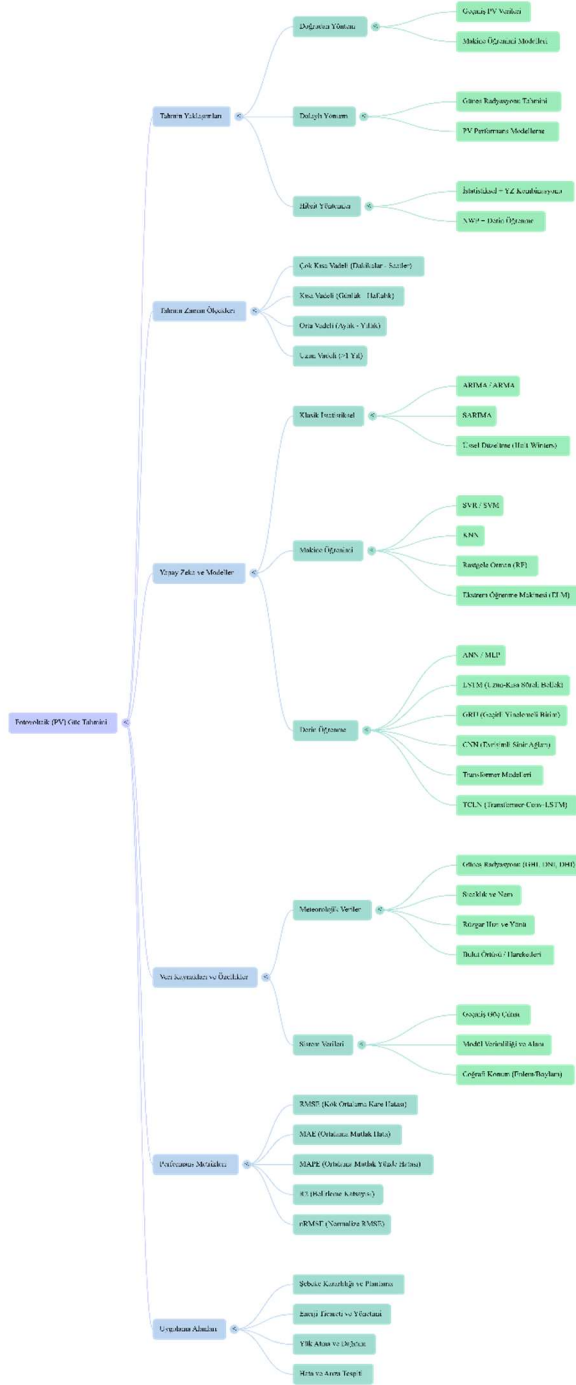 Fotovoltaik (PV) Güç Tahmini
Tahmin Yaklaşımları
Doğrudan Yöntem
Geçmiş PV Verileri
Makine Öğrenimi Modelleri
Dolaylı Yöntem
Güneş Radyasyonu Tahmini
PV Performans Modelleme
Hibrit Yöntemler
İstatistiksel + YZ Kombinasyonu
NWP + Derin Öğrenme
Tahmin Zaman Ölçekleri
Çok Kısa Vadeli (Dakikalar - Saatler)
Kısa Vadeli (Günlük - Haftalık)
Orta Vadeli (Aylık - Yıllık)
Uzun Vadeli (>1 Yıl)
Yapay Zeka ve Modeller
Klasik İstatistiksel
ARIMA / ARMA
SARIMA
Üssel Düzeltme (Holt-Winters)
Makine Öğrenimi
SVR / SVM
KNN
Rastgele Orman (RF)
Ekstrem Öğrenme Makinesi (ELM)
Derin Öğrenme
ANN / MLP
LSTM (Uzun-Kısa Süreli Bellek)
GRU (Geçitli Yinelemeli Birim)
CNN (Evrişimli Sinir Ağları)
Transformer Modelleri
TCLN (Transformer Conv-LSTM)
Veri Kaynakları ve Özellikler
Meteorolojik Veriler
Güneş Radyasyonu (GHI, DNI, DHI)
Sıcaklık ve Nem
Rüzgar Hızı ve Yönü
Bulut Örtüsü / Hareketleri
Sistem Verileri
Geçmiş Güç Çıktısı
Modül Verimliliği ve Alanı
Coğrafi Konum (Enlem/Boylam)
Performans Metrikleri
RMSE (Kök Ortalama Kare Hatası)
MAE (Ortalama Mutlak Hata)
MAPE (Ortalama Mutlak Yüzde Hatası)
R² (Belirleme Katsayısı)
nRMSE (Normalize RMSE)
Uygulama Alanları
Şebeke Kararlılığı ve Planlama
Enerji Ticareti ve Yönetimi
Yük Atma ve Dağıtım
Hata ve Arıza Tespiti